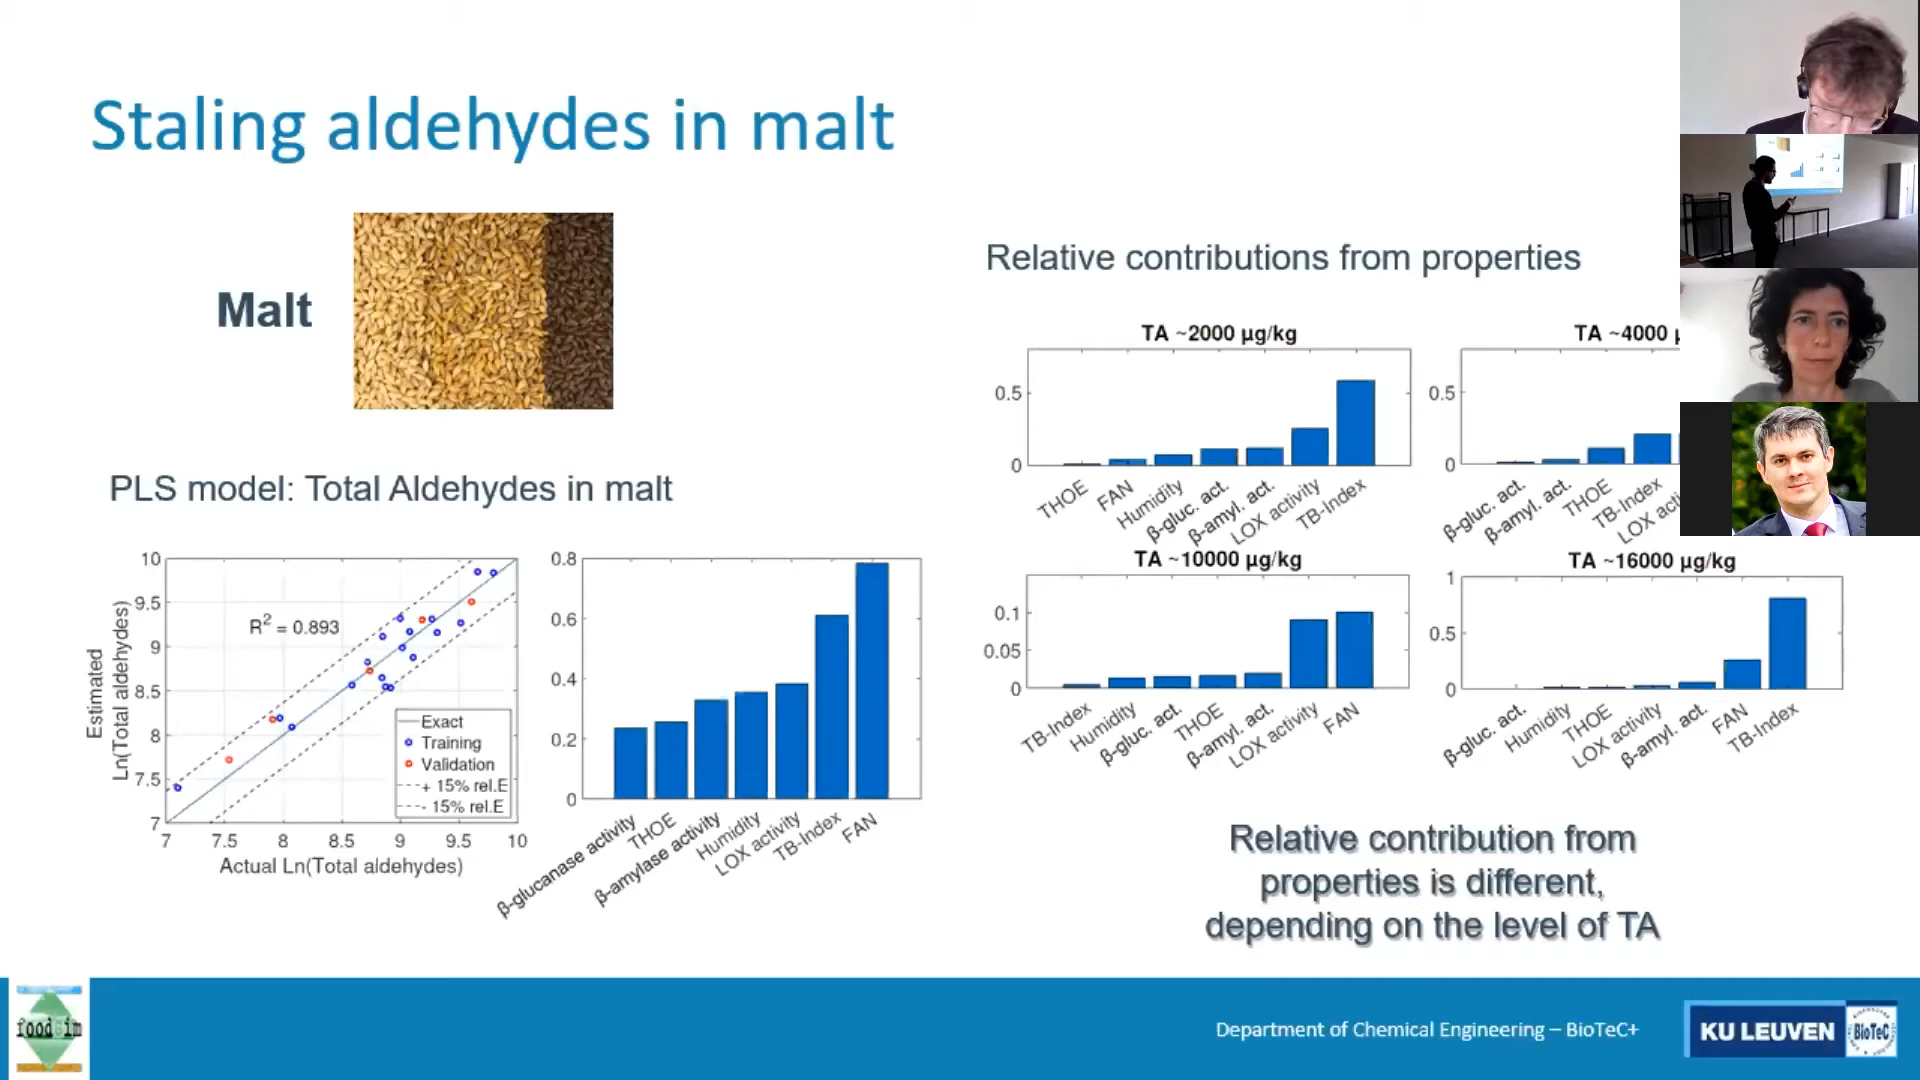 Staling aldehydes in malt
Malt
PLS model: Total Aldehydes in malt
10
9.5
9
8.5
8
7.5
7
Estimated
Ln(Total aldehydes)
R² = 0.893
Exact
Training
Validation
+ 15% rel.E
- 15% rel.E
7 7.5 8 8.5 9 9.5 10
Actual Ln(Total aldehydes)
0.8
0.6
0.4
0.2
0
β-glucanase activity
THOE
β-amylase activity
Humidity
LOX activity
TB-Index
FAN
Relative contributions from properties
TA ~2000 µg/kg
0.5
0
THOE
FAN
Humidity
β-gluc. act.
β-amyl. act.
LOX activity
TB-Index
TA ~4000
0.5
0
β-gluc. act.
β-amyl. act.
THOE
TB-Index
LOX acti
TA ~10000 µg/kg
0.1
0.05
0
TB-Index
Humidity
β-gluc. act.
THOE
β-amyl. act.
LOX activity
FAN
TA ~16000 µg/kg
1
0.5
0
β-gluc. act.
Humidity
THOE
LOX activity
β-amyl. act.
FAN
TB-Index
Relative contribution from
properties is different,
depending on the level of TA
foodsim
Department of Chemical Engineering – BioTeC+
KU LEUVEN
BioTeC